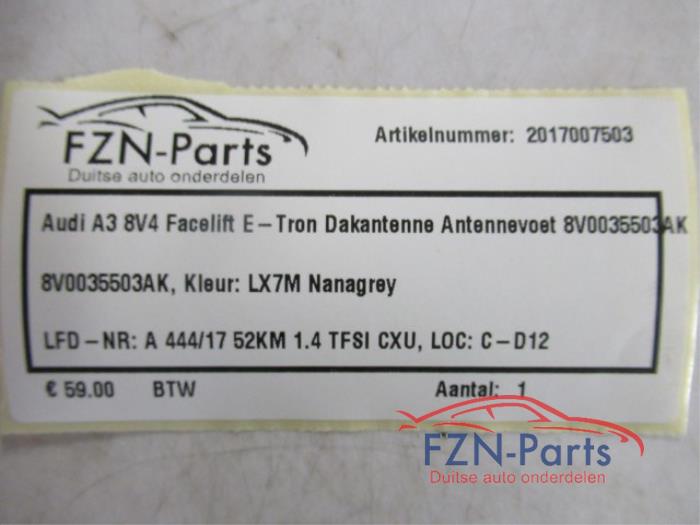 FZN-Parts
Duitse auto onderdelen
Artikelnummer: 2017007503
Audi A3 8V4 Facelift E-Tron Dakantenne Antennevoet 8V0035503AK
8V0035503AK, Kleur: LX7M Nanagrey
LFD-NR: A 444/17 52KM 1.4 TFSI CXU, LOC: C-D12
€ 59.00 BTW Aantal: 1
FZN-Parts
Duitse auto onderdelen